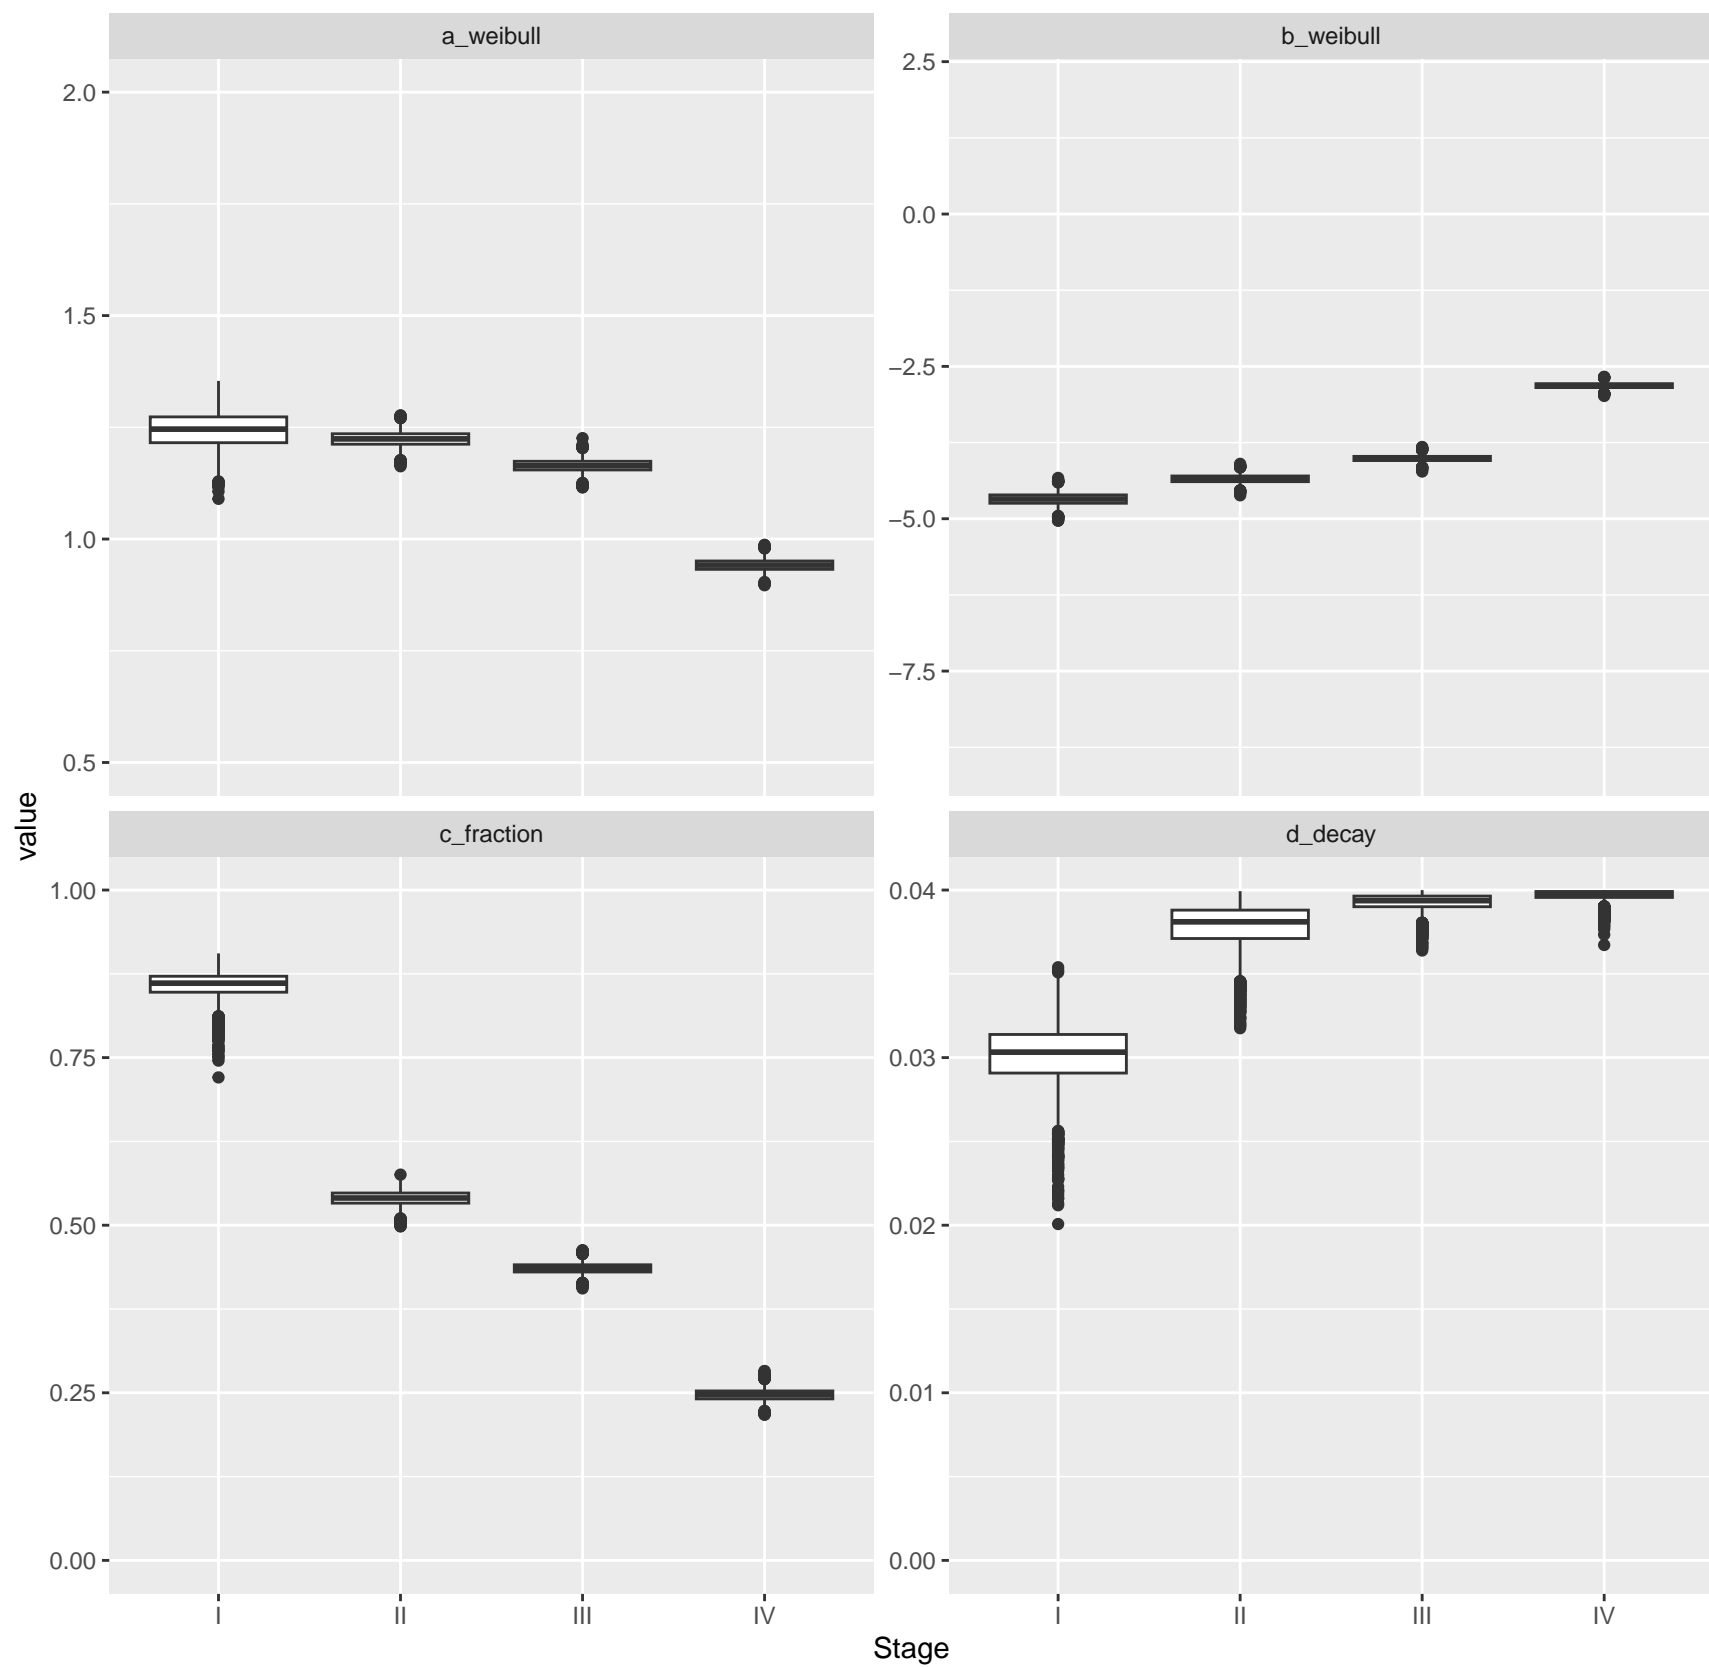 a_weibull
b_weibull
2.0
1.5
1.0
0.5
2.5
0.0
−2.5
−5.0
−7.5
value
c_fraction
d_decay
1.00
0.75
0.50
0.25
0.00
0.04
0.03
0.02
0.01
0.00
I II III IV
I II III IV
Stage